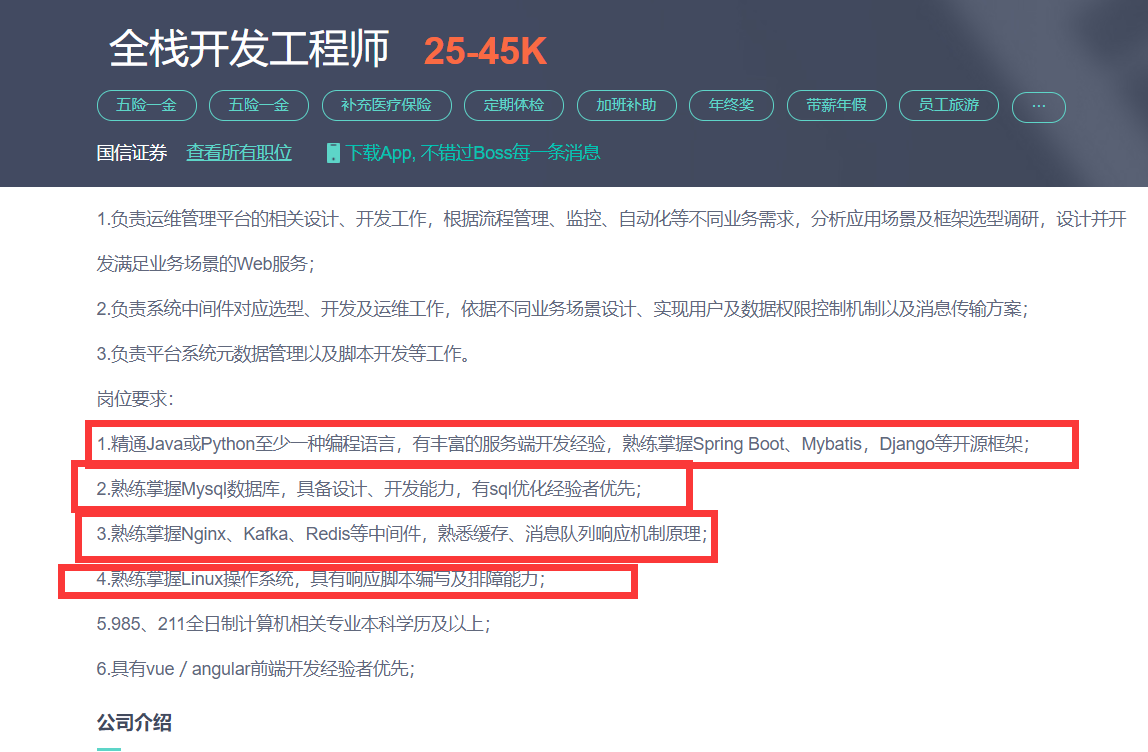 全栈开发工程师 25-45K
五险一金 五险一金 补充医疗保险 定期体检 加班补助 年终奖 带薪年假 员工旅游 ...
国信证券 查看所有职位 下载App, 不错过Boss每一条消息
1.负责运维管理平台的相关设计、开发工作，根据流程管理、监控、自动化等不同业务需求，分析应用场景及框架选型调研，设计并开
发满足业务场景的Web服务；
2.负责系统中间件对应选型、开发及运维工作，依据不同业务场景设计、实现用户及数据权限控制机制以及消息传输方案；
3.负责平台系统元数据管理以及脚本开发等工作。
岗位要求：
1.精通Java或Python至少一种编程语言，有丰富的服务端开发经验，熟练掌握Spring Boot、Mybatis，Django等开源框架；
2.熟练掌握Mysql数据库，具备设计、开发能力，有sql优化经验者优先；
3.熟练掌握Nginx、Kafka、Redis等中间件，熟悉缓存、消息队列响应机制原理；
4.熟练掌握Linux操作系统，具有响应脚本编写及排障能力；
5.985、211全日制计算机相关专业本科学历及以上；
6.具有vue / angular前端开发经验者优先；
公司介绍